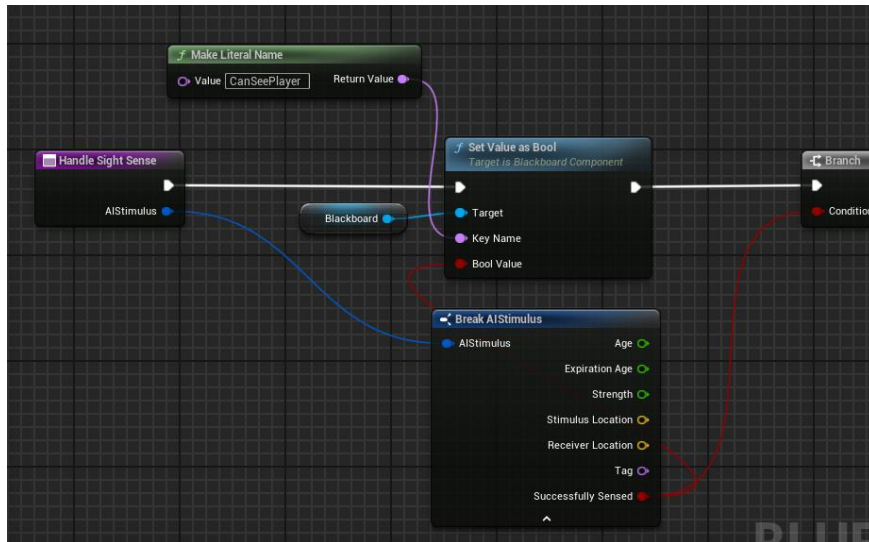 Make Literal Name
Value CanSeePlayer Return Value
Handle Sight Sense
AIStimulus
Set Value as Bool
Target is Blackboard Component
Blackboard
Target
Key Name
Bool Value
Branch
Condition
Break AIStimulus
AIStimulus Age
Expiration Age
Strength
Stimulus Location
Receiver Location
Tag
Successfully Sensed